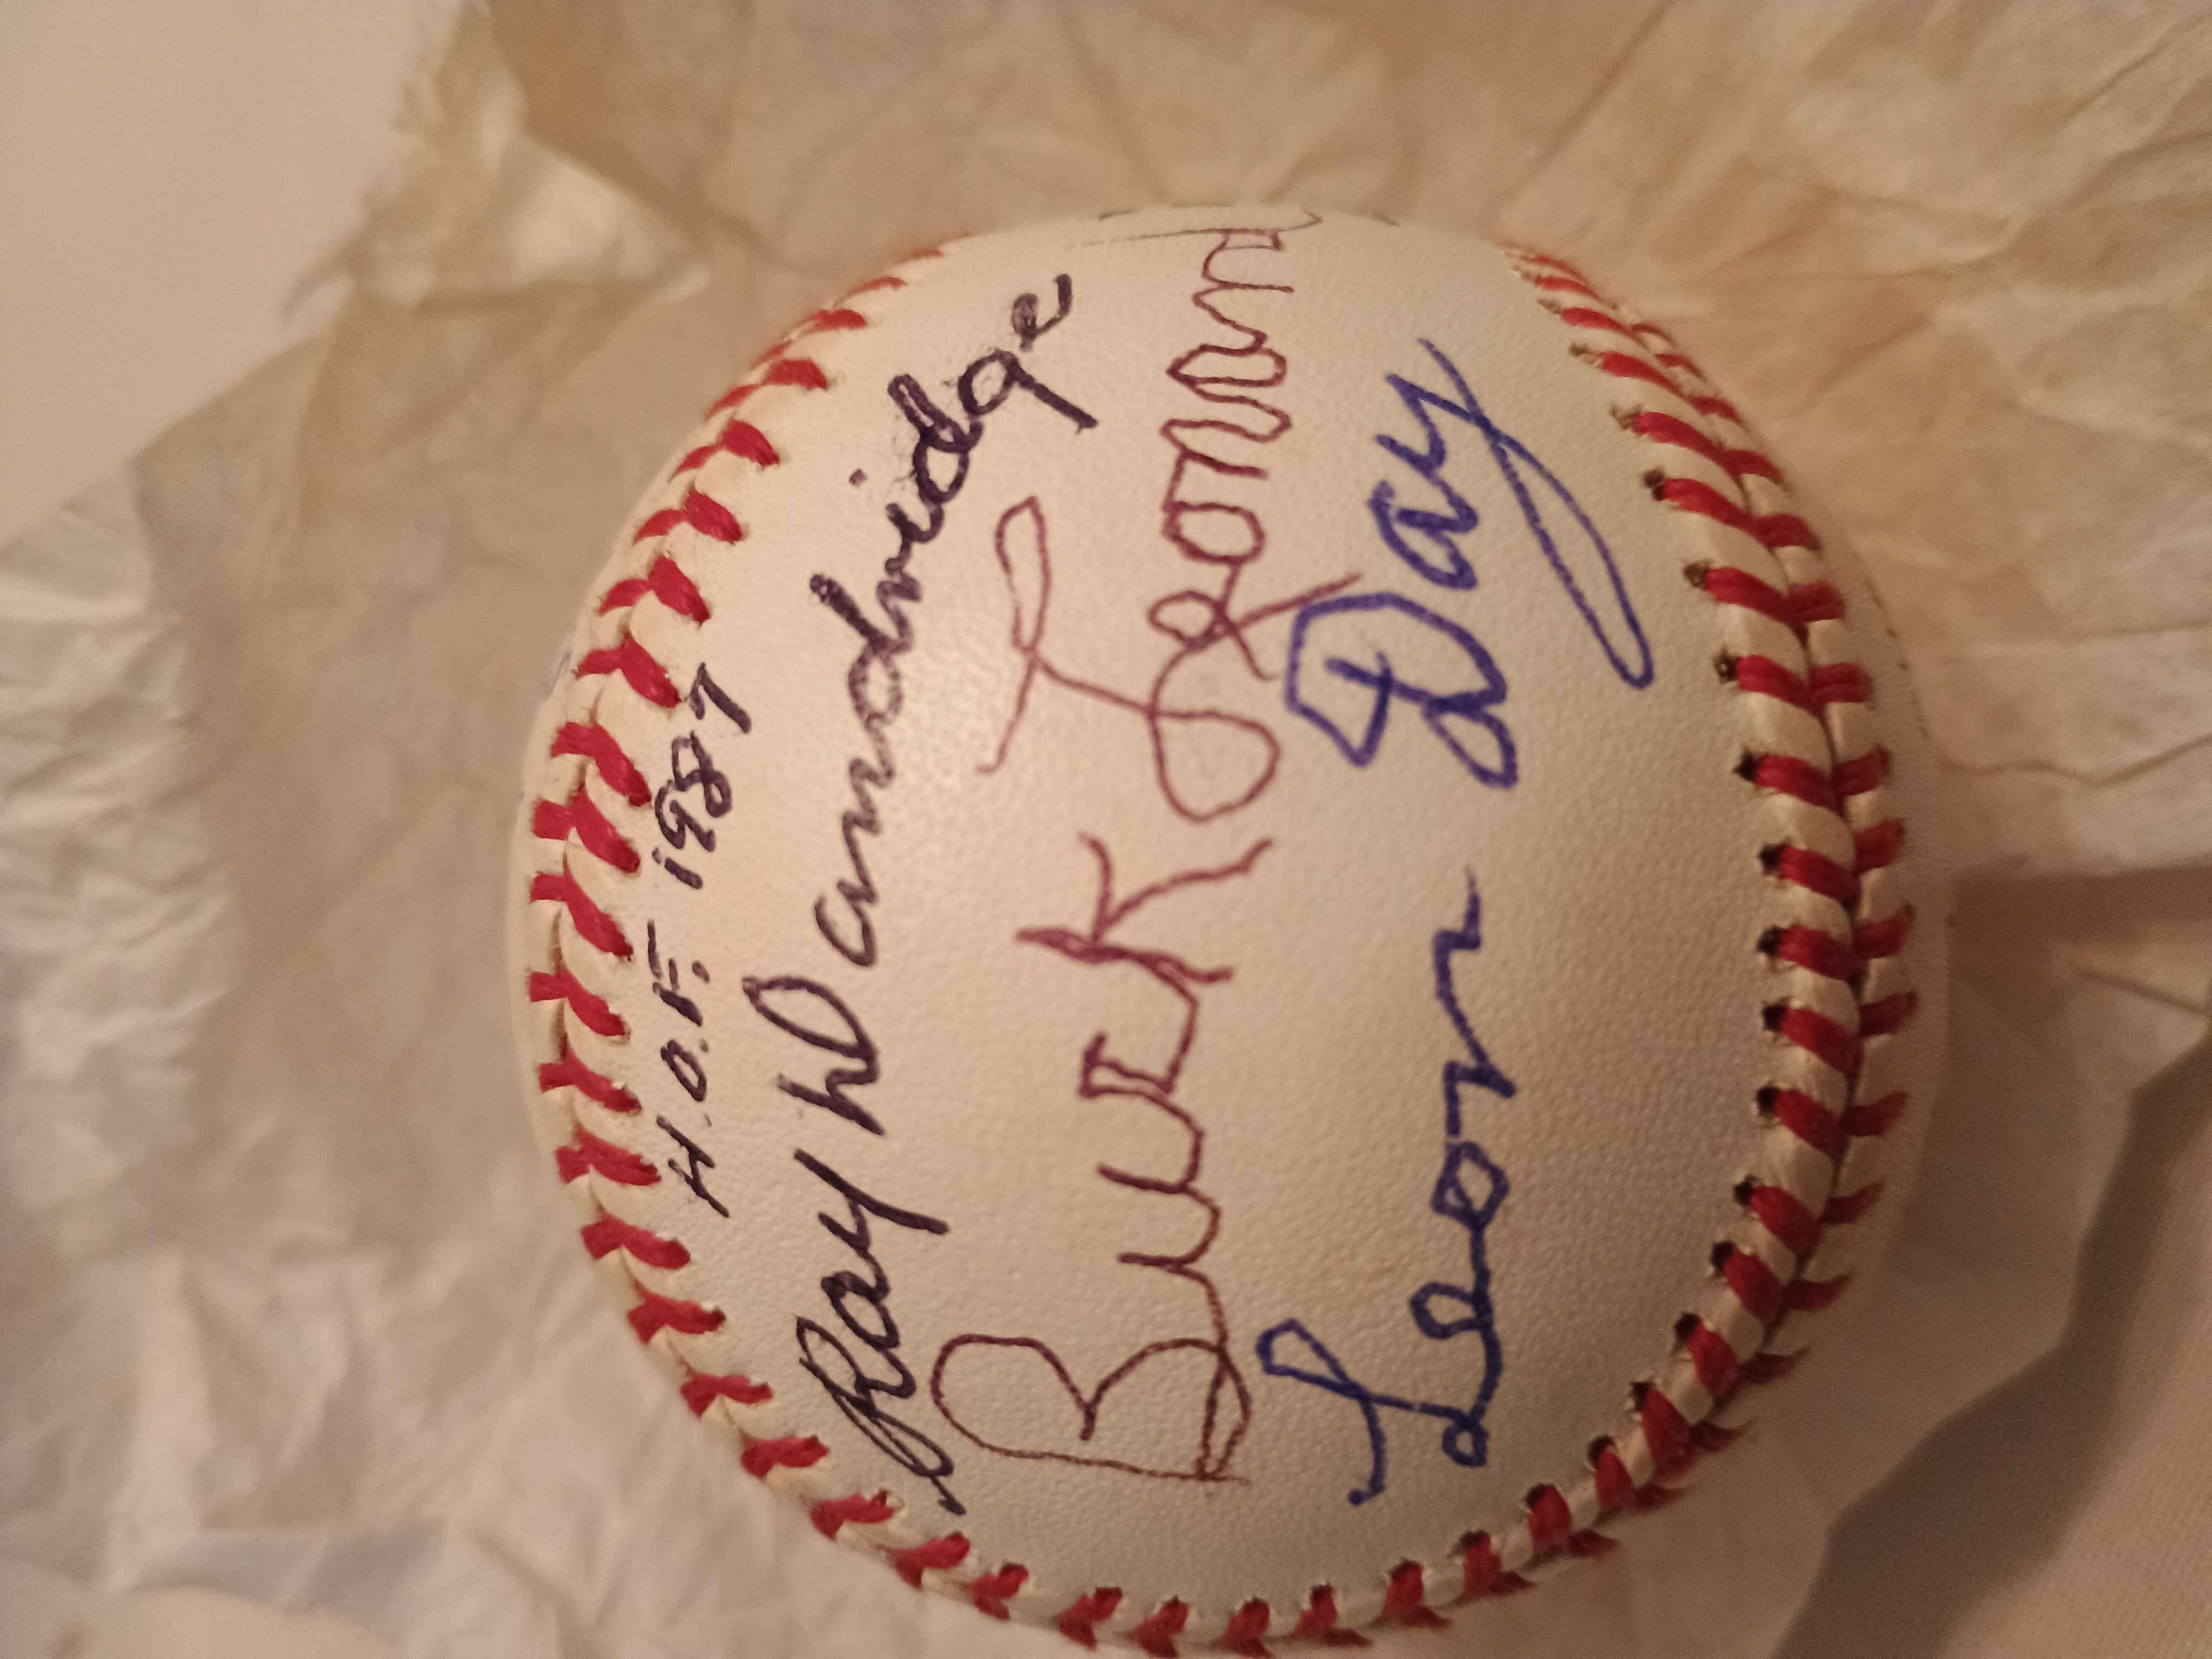 H.O.F. 1987
Ray Dandridge
Buck Leonard
Leon Day